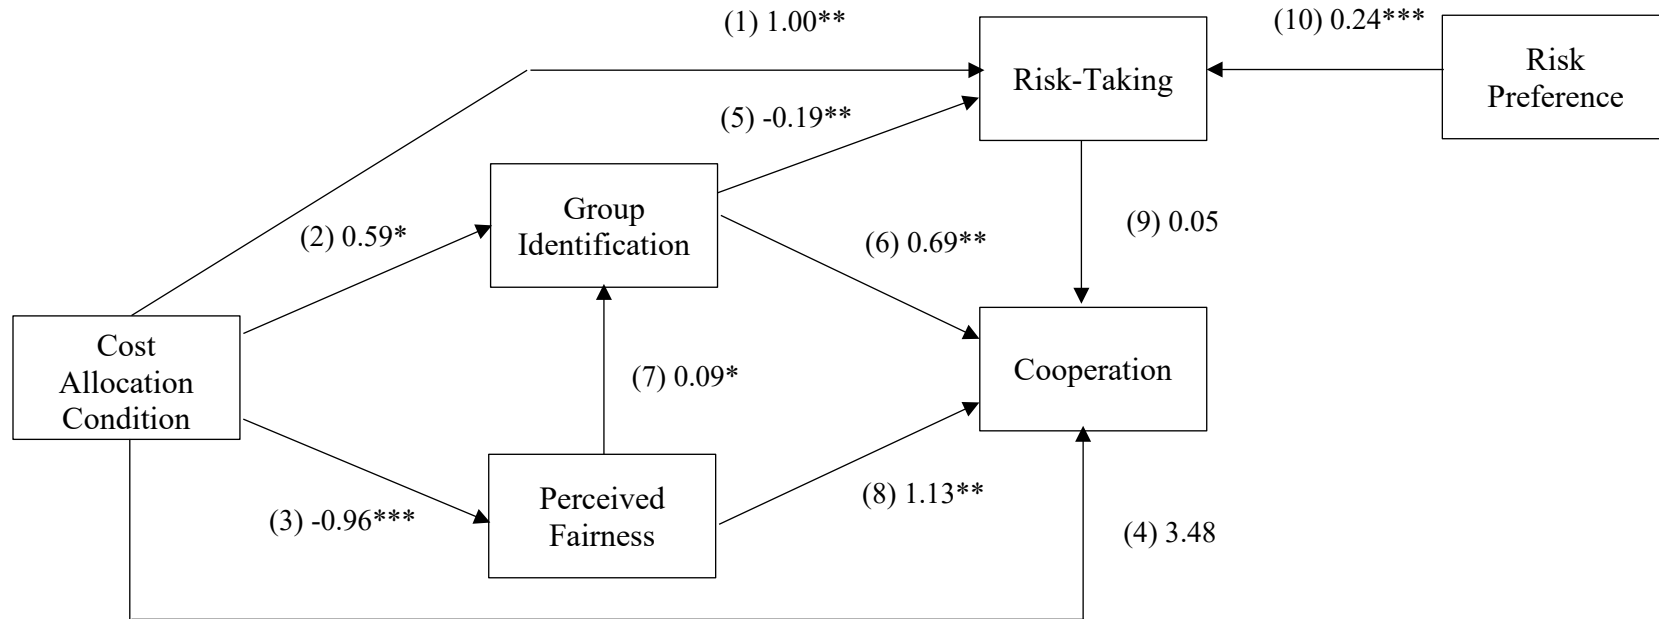 (1) 1.00**
(10) 0.24***
Risk-Taking
Risk
Preference
(5) -0.19**
Group
Identification
(2) 0.59*
(6) 0.69**
(9) 0.05
Cost
Allocation
Condition
(7) 0.09*
Cooperation
Perceived
Fairness
(3) -0.96***
(8) 1.13**
(4) 3.48